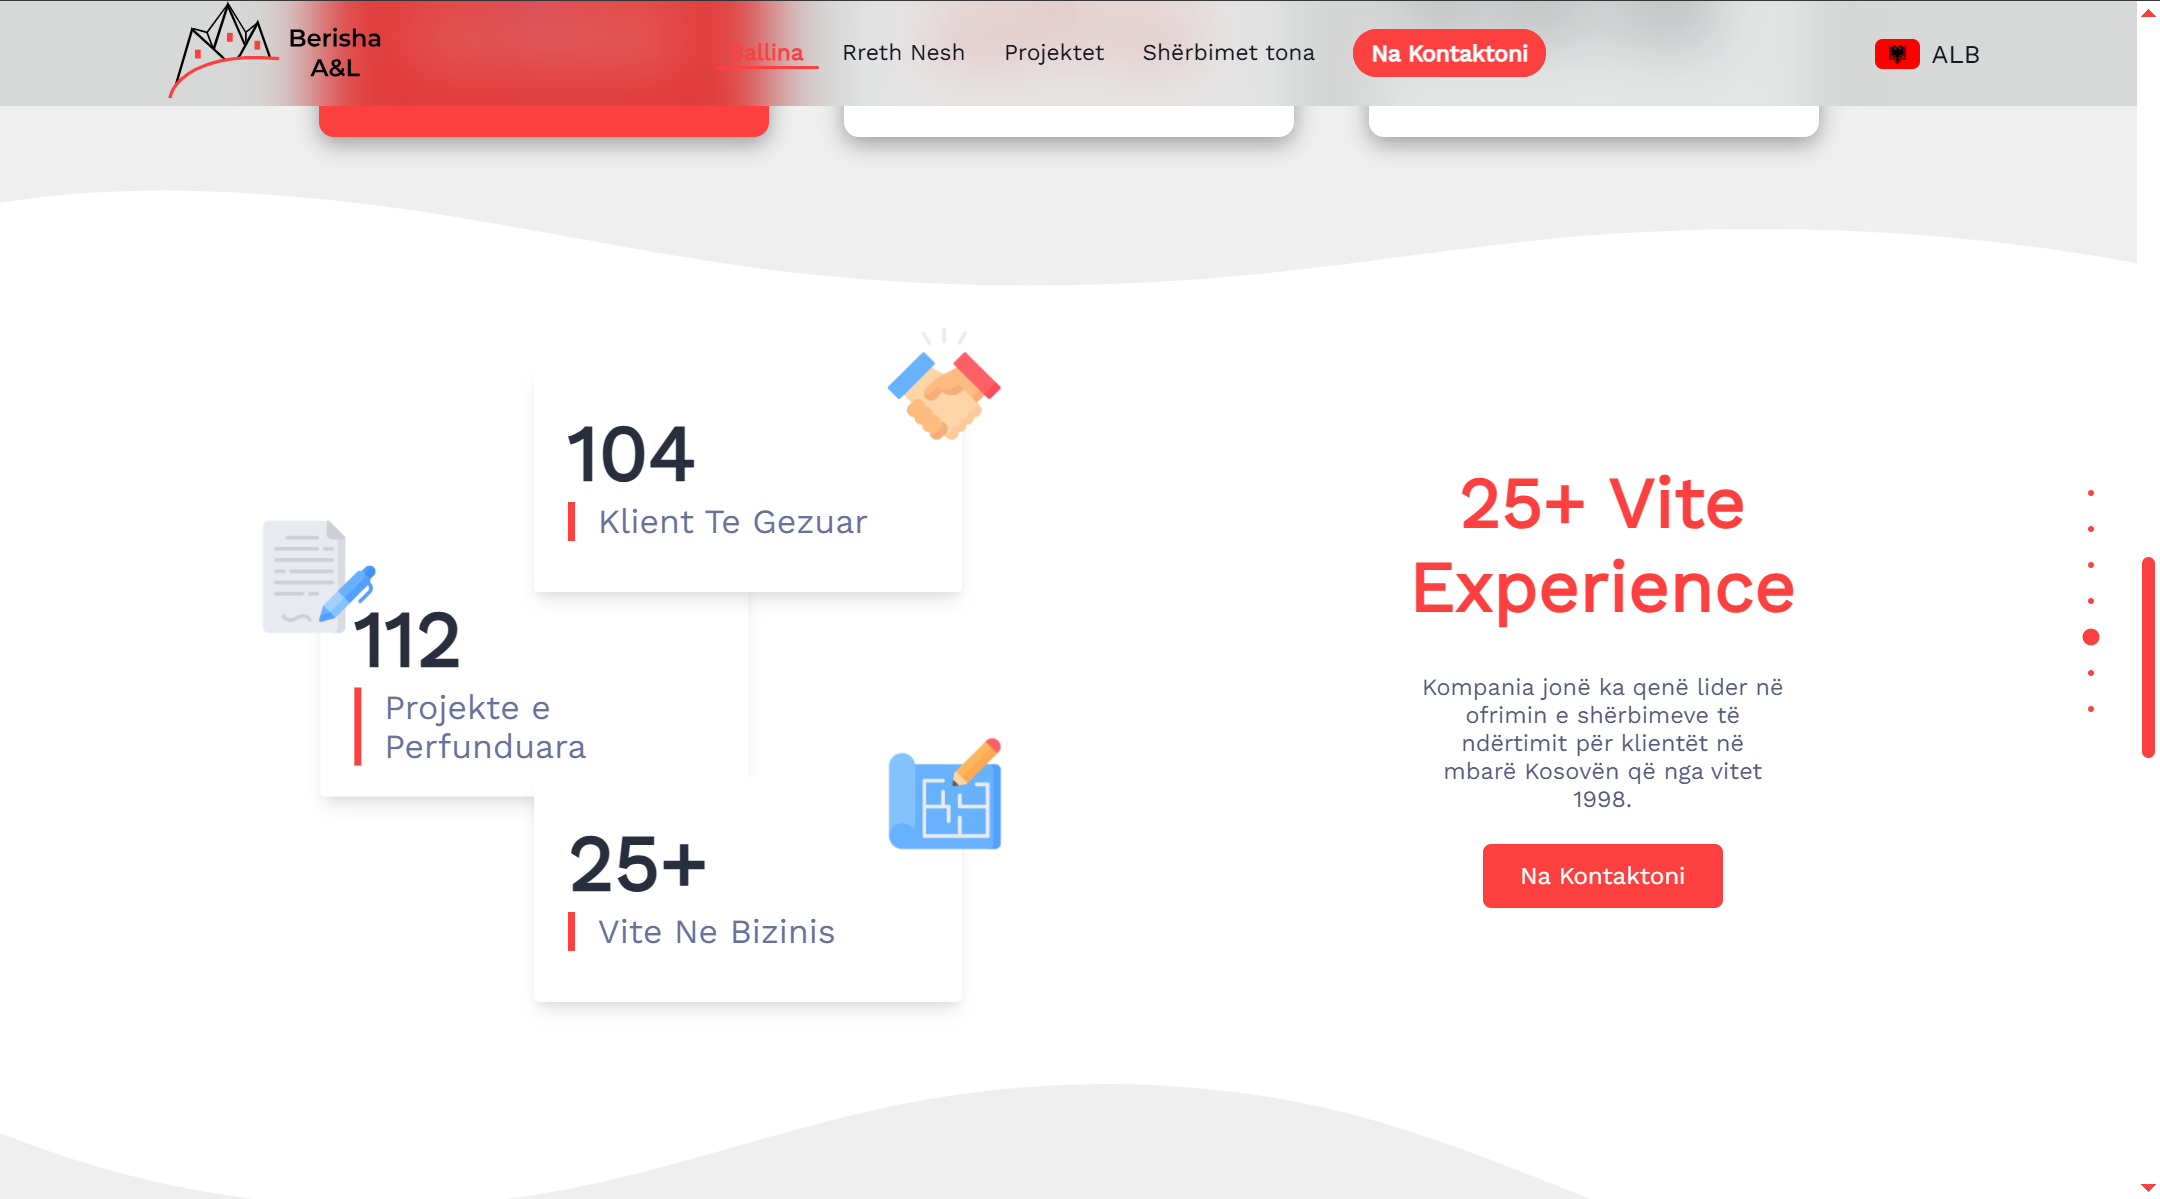 Berisha
A&L
Ballina
Rreth Nesh
Projektet
Shërbimet tona
Na Kontaktoni
ALB
104
Klient Te Gezuar
112
Projekte e
Perfunduara
25+
Vite Ne Bizinis
25+ Vite
Experience
Kompania jonë ka qenë lider në
ofrimin e shërbimeve të
ndërtimit për klientët në
mbarë Kosovën që nga vitet
1998.
Na Kontaktoni